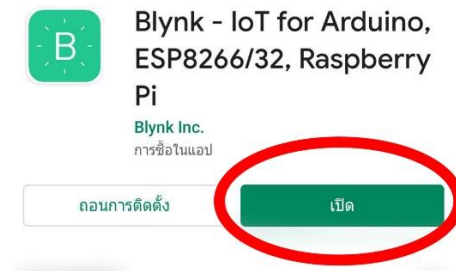 B
Blynk - IoT for Arduino,
ESP8266/32, Raspberry
Pi
Blynk Inc.
การซื้อในแอป
ถอนการติดตั้ง
เปิด